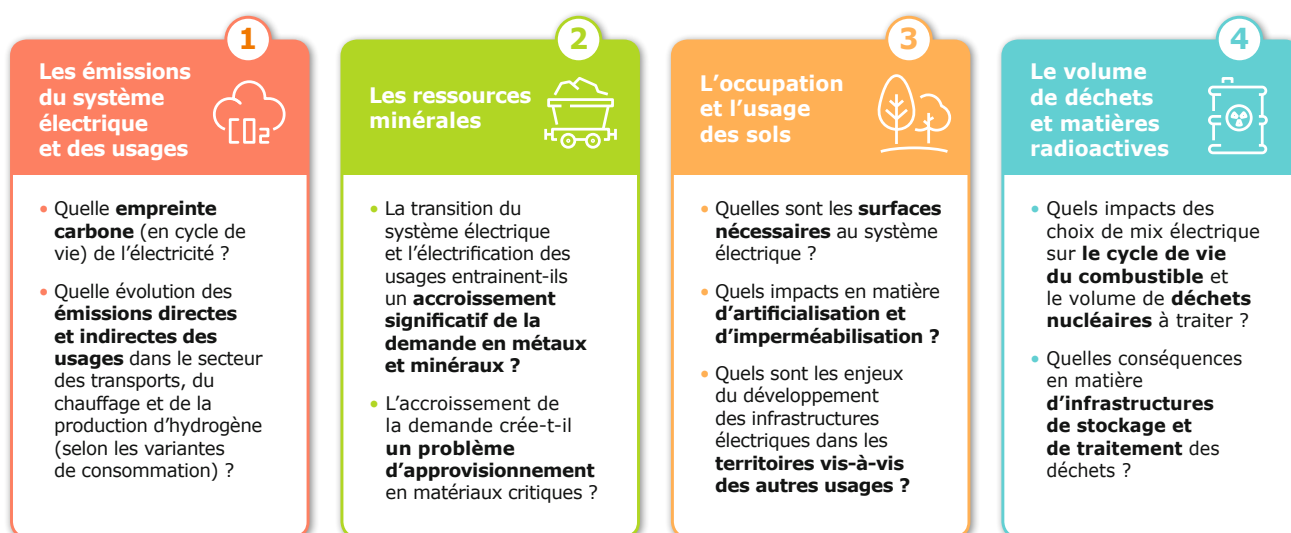 1
Les émissions
du système
électrique
et des usages
CO2
• Quelle empreinte
carbone (en cycle de
vie) de l’électricité ?
• Quelle évolution des
émissions directes
et indirectes des
usages dans le secteur
des transports, du
chauffage et de la
production d’hydrogène
(selon les variantes
de consommation) ?
2
Les ressources
minérales
• La transition du
système électrique
et l’électrification des
usages entrainent-ils
un accroissement
significatif de la
demande en métaux
et minéraux ?
• L’accroissement de
la demande crée-t-il
un problème
d’approvisionnement
en matériaux critiques ?
3
L’occupation
et l’usage
des sols
• Quelles sont les surfaces
nécessaires au système
électrique ?
• Quels impacts en matière
d’artificialisation et
d’imperméabilisation ?
• Quels sont les enjeux
du développement
des infrastructures
électriques dans les
territoires vis-à-vis
des autres usages ?
4
Le volume
de déchets
et matières
radioactives
• Quels impacts des
choix de mix électrique
sur le cycle de vie
du combustible et
le volume de déchets
nucléaires à traiter ?
• Quelles conséquences
en matière
d’infrastructures
de stockage et
de traitement des
déchets ?